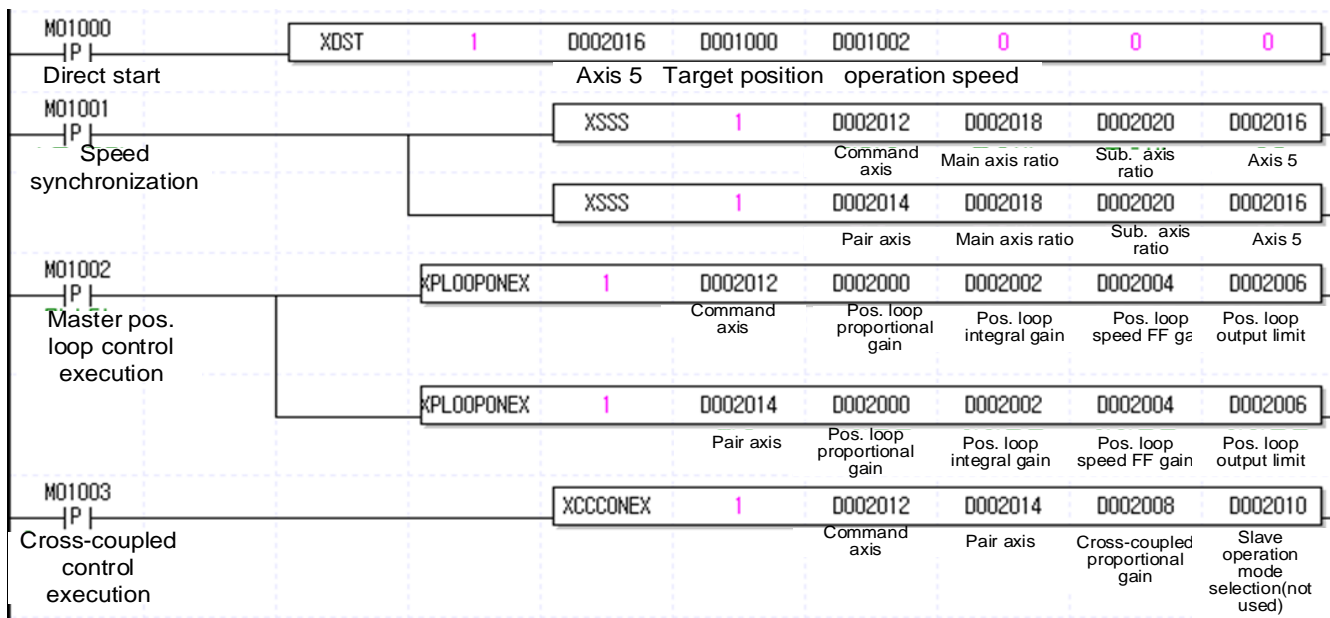 M01000
P
XDST 1 D002016 D001000 D001002 0 0 0
Direct start
Axis 5 Target position operation speed
M01001
P
XSSS 1 D002012 D002018 D002020 D002016
Speed
synchronization
Command
axis
Main axis ratio
Sub. axis
ratio
Axis 5
XSSS 1 D002014 D002018 D002020 D002016
Pair axis
Main axis ratio
Sub. axis
ratio
Axis 5
M01002
P
XPLOOPONEX 1 D002012 D002000 D002002 D002004 D002006
Master pos.
loop control
execution
Command
axis
Pos. loop
proportional
gain
Pos. loop
integral gain
Pos. loop
speed FF ga
Pos. loop
output limit
XPLOOPONEX 1 D002014 D002000 D002002 D002004 D002006
Pair axis
Pos. loop
proportional
gain
Pos. loop
integral gain
Pos. loop
speed FF gain
Pos. loop
output limit
M01003
P
XCCCONEX 1 D002012 D002014 D002008 D002010
Cross-coupled
control
execution
Command
axis
Pair axis
Cross-coupled
proportional
gain
Slave
operation
mode
selection(not
used)